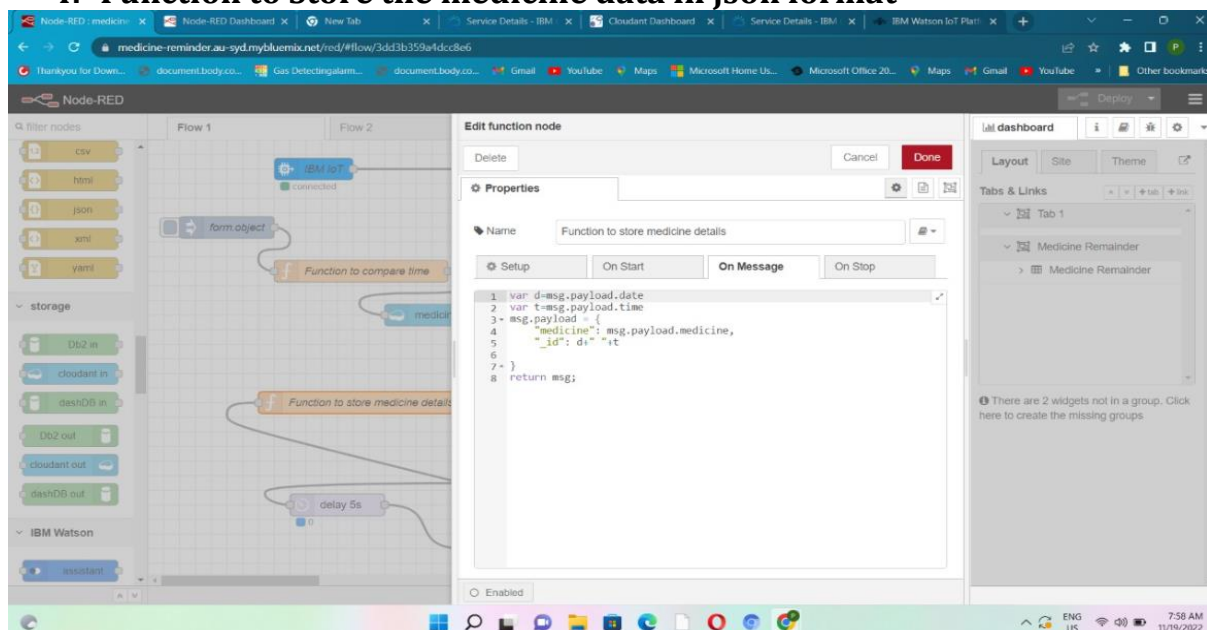 4. Function to store the medicine data in json format
Node-RED : medicine
Node-RED Dashboard
New Tab
Service Details - IBM
Cloudant Dashboard
Service Details - IBM
IBM Watson IoT Plat
medicine-reminder.au-syd.mybluemix.net/red/#flow/3dd3b359a4dcc8e6
Thankyou for Down...
document.body.co...
Gas Detectingalarm...
document.body.co...
Gmail
YouTube
Maps
Microsoft Home Us...
Microsoft Office 20...
Maps
Gmail
YouTube
»
Other bookmark
Node-RED
Deploy
filter nodes
Flow 1
Flow 2
csv
html
json
xml
yaml
storage
Db2 in
cloudant in
dashDB in
Db2 out
cloudant out
dashDB out
IBM Watson
assistant
IBM IoT
connected
form object
Function to compare time
medicin
Function to store medicine details
delay 5s
0
Edit function node
Delete
Cancel
Done
Properties
Name
Function to store medicine details
Setup
On Start
On Message
On Stop
1 var d=msg.payload.date
2 var t=msg.payload.time
3 msg.payload = {
4 "medicine": msg.payload.medicine,
5 "_id": d+" "+t
6
7 }
8 return msg;
Enabled
dashboard
i
Layout
Site
Theme
Tabs & Links
+ tab
+ link
Tab 1
Medicine Remainder
Medicine Remainder
There are 2 widgets not in a group. Click
here to create the missing groups
ENG
US
7:58 AM
11/19/2022